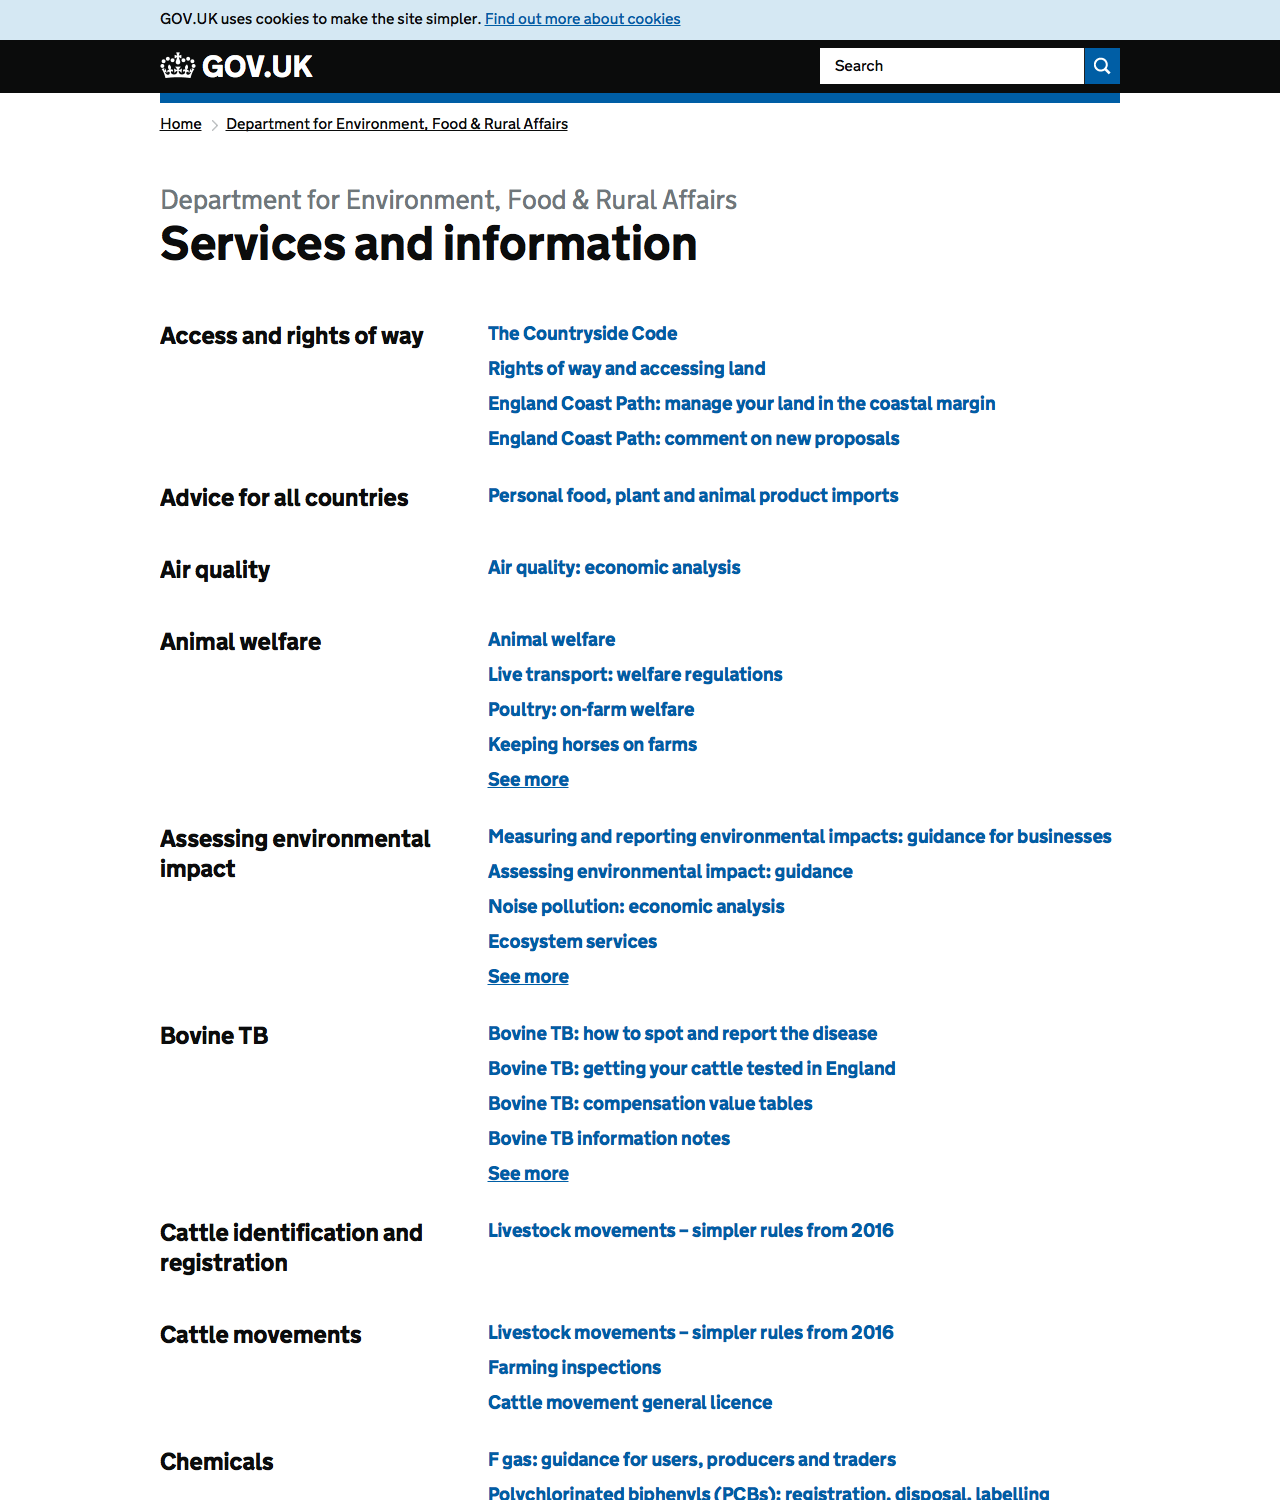 GOV.UK uses cookies to make the site simpler. Find out more about cookies
GOV.UK
Search
Home
Department for Environment, Food & Rural Affairs
Department for Environment, Food & Rural Affairs
Services and information
Access and rights of way
The Countryside Code
Rights of way and accessing land
England Coast Path: manage your land in the coastal margin
England Coast Path: comment on new proposals
Advice for all countries
Personal food, plant and animal product imports
Air quality
Air quality: economic analysis
Animal welfare
Animal welfare
Live transport: welfare regulations
Poultry: on-farm welfare
Keeping horses on farms
See more
Assessing environmental
impact
Measuring and reporting environmental impacts: guidance for businesses
Assessing environmental impact: guidance
Noise pollution: economic analysis
Ecosystem services
See more
Bovine TB
Bovine TB: how to spot and report the disease
Bovine TB: getting your cattle tested in England
Bovine TB: compensation value tables
Bovine TB information notes
See more
Cattle identification and
registration
Livestock movements – simpler rules from 2016
Cattle movements
Livestock movements – simpler rules from 2016
Farming inspections
Cattle movement general licence
Chemicals
F gas: guidance for users, producers and traders
Polychlorinated biphenyls (PCBs): registration, disposal, labelling